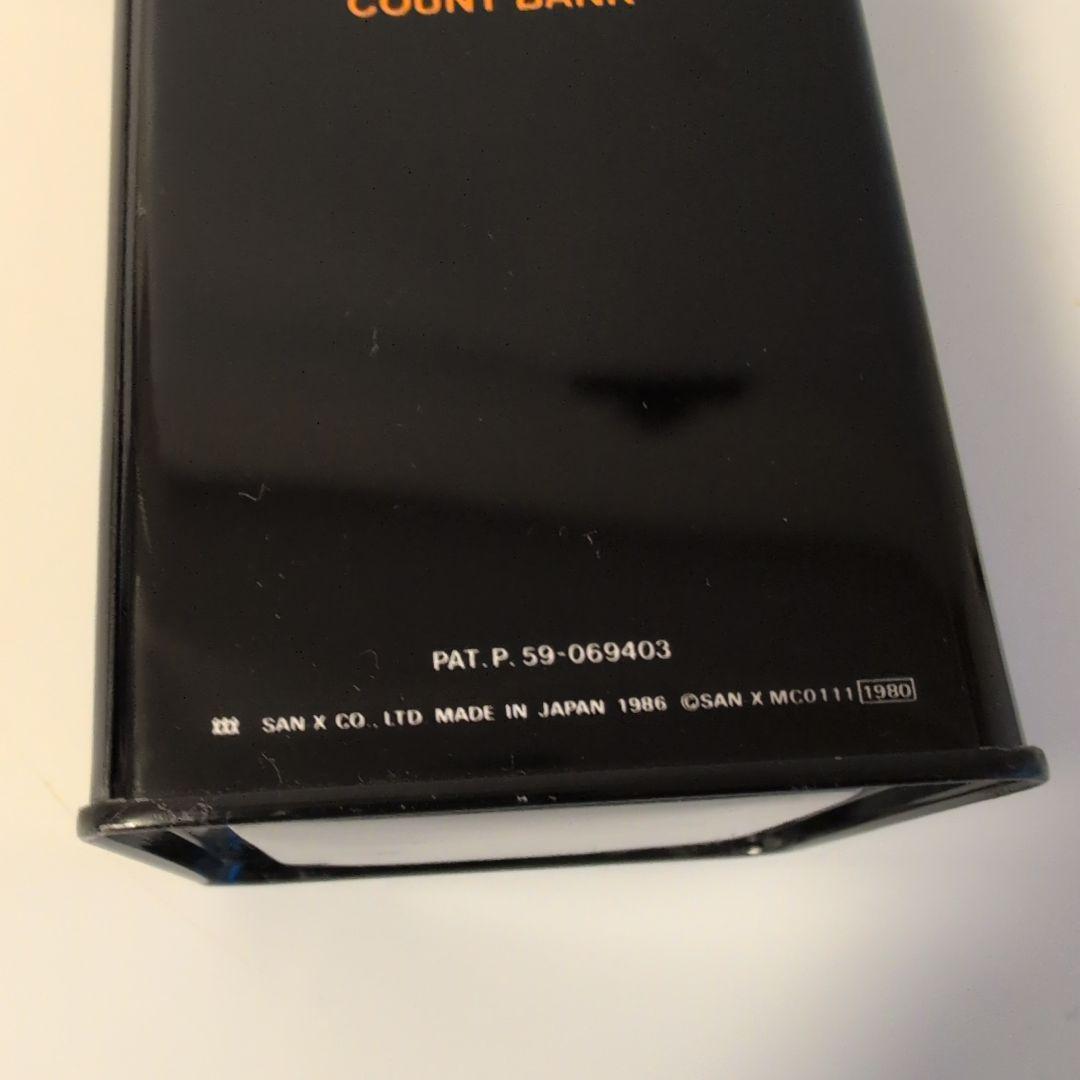 COUNT BANK
PAT.P. 59-069403
SAN X CO., LTD MADE IN JAPAN 1986 ©SAN X MC0111 1980